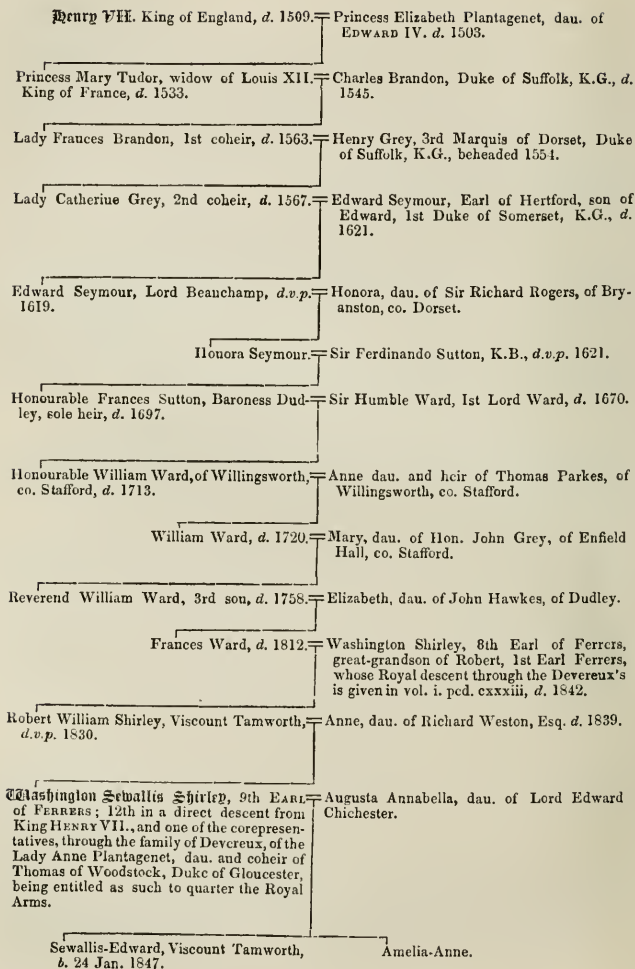 Henry VII. King of England, d. 1509. Princess Elizabeth Plantagenet, dau. of
EDWARD IV. d. 1503.
Princess Mary Tudor, widow of Louis XII. Charles Brandon, Duke of Suffolk, K.G., d.
King of France, d. 1533. 1545.
Lady Frances Brandon, 1st coheir, d. 1563. Henry Grey, 3rd Marquis of Dorset, Duke
of Suffolk, K.G., beheaded 1554.
Lady Catherine Grey, 2nd coheir, d. 1567. Edward Seymour, Earl of Hertford, son of
Edward, 1st Duke of Somerset, K.G., d.
1621.
Edward Seymour, Lord Beauchamp, d.v.p. Honora, dau. of Sir Richard Rogers, of Bry-
1619. anston, co. Dorset.
Honora Seymour. Sir Ferdinando Sutton, K.B., d.v.p. 1621.
Honourable Frances Sutton, Baroness Dud- Sir Humble Ward, 1st Lord Ward, d. 1670.
ley, sole heir, d. 1697.
Honourable William Ward, of Willingsworth, Anne dau. and heir of Thomas Parkes, of
co. Stafford, d. 1713. Willingsworth, co. Stafford.
William Ward, d. 1720. Mary, dau. of Hon. John Grey, of Enfield
Hall, co. Stafford.
Reverend William Ward, 3rd son, d. 1758. Elizabeth, dau. of John Hawkes, of Dudley.
Frances Ward, d. 1812. Washington Shirley, 8th Earl of Ferrers,
great-grandson of Robert, 1st Earl Ferrers,
whose Royal descent through the Devereux's
is given in vol. i. ped. cxxxiii, d. 1842.
Robert William Shirley, Viscount Tamworth, Anne, dau. of Richard Weston, Esq. d. 1839.
d.v.p. 1830.
Washington Sewallis Shirley, 9th EARL Augusta Annabella, dau. of Lord Edward
of FERRERS; 12th in a direct descent from Chichester.
King HENRY VII., and one of the corepresen-
tatives, through the family of Devereux, of the
Lady Anne Plantagenet, dau. and coheir of
Thomas of Woodstock, Duke of Gloucester,
being entitled as such to quarter the Royal
Arms.
Sewallis-Edward, Viscount Tamworth, Amelia-Anne.
b. 24 Jan. 1847.